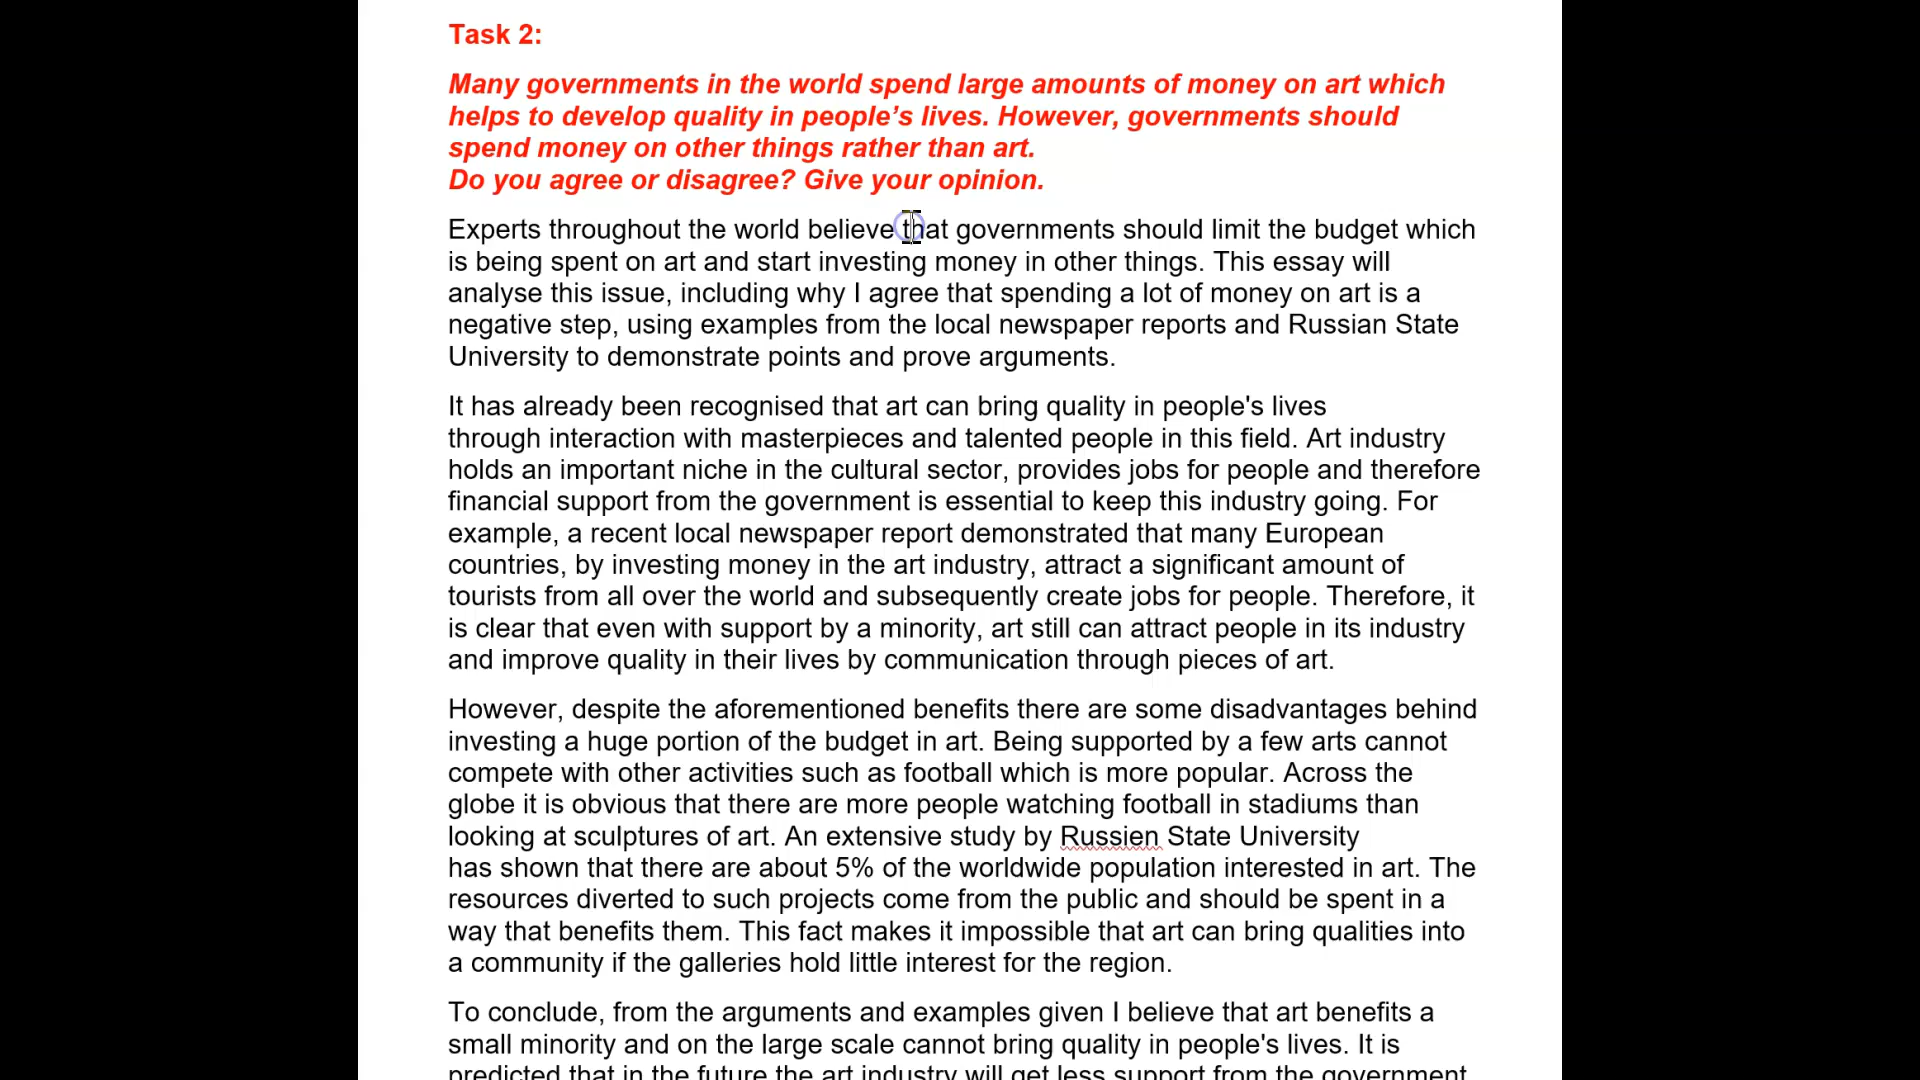 Task 2:
Many governments in the world spend large amounts of money on art which
helps to develop quality in people’s lives. However, governments should
spend money on other things rather than art.
Do you agree or disagree? Give your opinion.
Experts throughout the world believe that governments should limit the budget which
is being spent on art and start investing money in other things. This essay will
analyse this issue, including why I agree that spending a lot of money on art is a
negative step, using examples from the local newspaper reports and Russian State
University to demonstrate points and prove arguments.
It has already been recognised that art can bring quality in people's lives
through interaction with masterpieces and talented people in this field. Art industry
holds an important niche in the cultural sector, provides jobs for people and therefore
financial support from the government is essential to keep this industry going. For
example, a recent local newspaper report demonstrated that many European
countries, by investing money in the art industry, attract a significant amount of
tourists from all over the world and subsequently create jobs for people. Therefore, it
is clear that even with support by a minority, art still can attract people in its industry
and improve quality in their lives by communication through pieces of art.
However, despite the aforementioned benefits there are some disadvantages behind
investing a huge portion of the budget in art. Being supported by a few arts cannot
compete with other activities such as football which is more popular. Across the
globe it is obvious that there are more people watching football in stadiums than
looking at sculptures of art. An extensive study by Russien State University
has shown that there are about 5% of the worldwide population interested in art. The
resources diverted to such projects come from the public and should be spent in a
way that benefits them. This fact makes it impossible that art can bring qualities into
a community if the galleries hold little interest for the region.
To conclude, from the arguments and examples given I believe that art benefits a
small minority and on the large scale cannot bring quality in people's lives. It is
predicted that in the future the art industry will get less support from the government